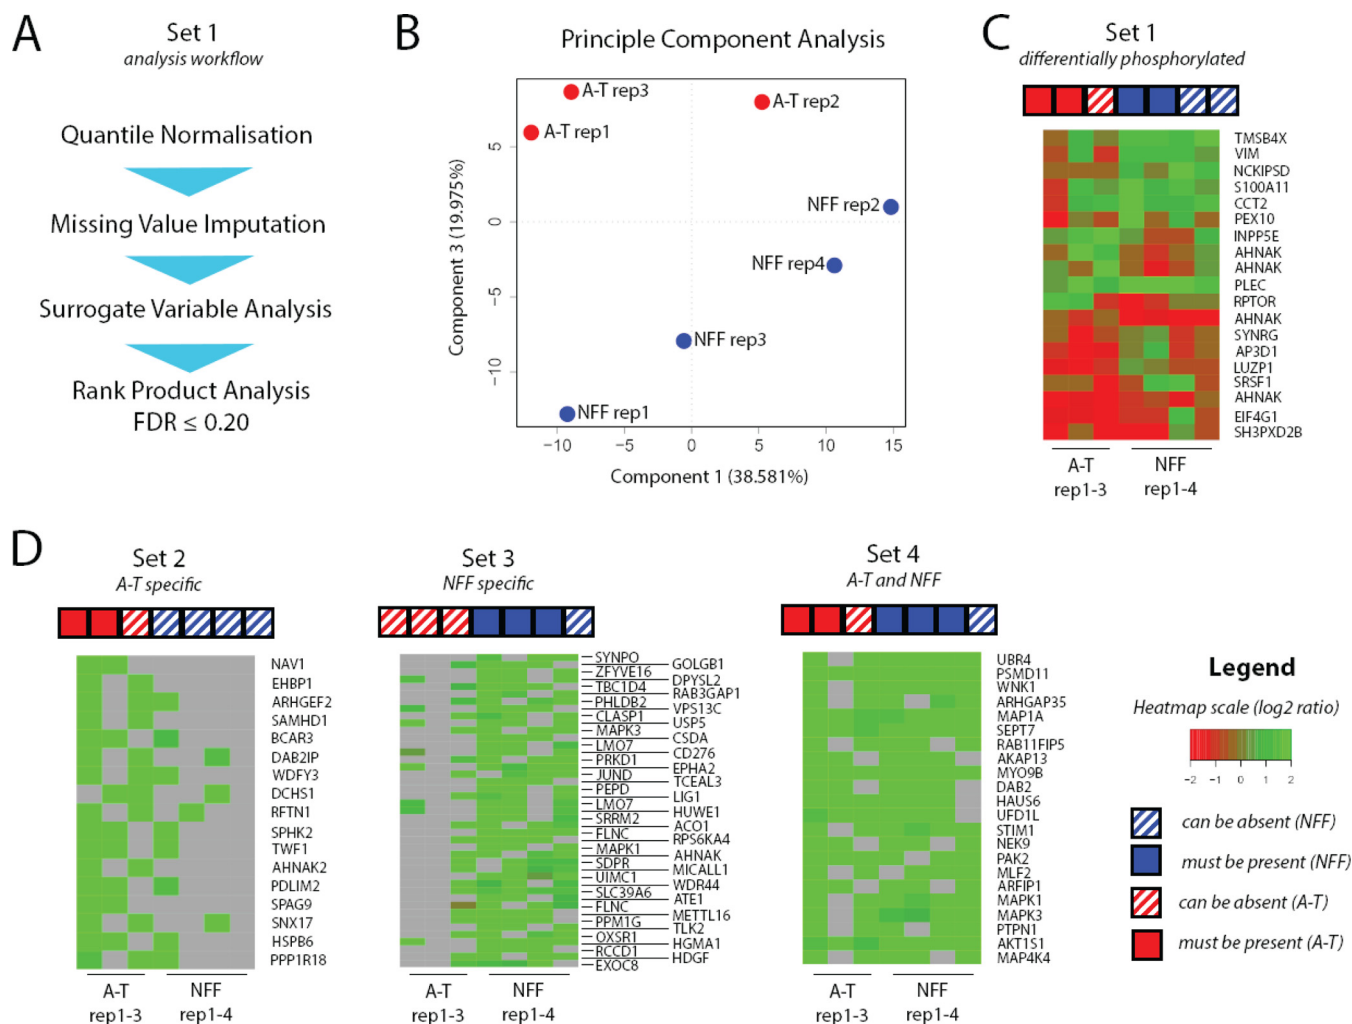 A
Set 1
analysis workflow
Quantile Normalisation
Missing Value Imputation
Surrogate Variable Analysis
Rank Product Analysis
FDR ≤ 0.20
B
Principle Component Analysis
A-T rep3
A-T rep2
A-T rep1
NFF rep2
NFF rep4
NFF rep3
NFF rep1
Component 3 (19.975%)
5
0
−5
−10
−10
−5
0
5
10
15
Component 1 (38.581%)
C
Set 1
differentially phosphorylated
TMSB4X
VIM
NCKIPSD
S100A11
CCT2
PEX10
INPP5E
AHNAK
AHNAK
PLEC
RPTOR
AHNAK
SYNRG
AP3D1
LUZP1
SRSF1
AHNAK
EIF4G1
SH3PXD2B
A-T
rep1-3
NFF
rep1-4
D
Set 2
A-T specific
NAV1
EHBP1
ARHGEF2
SAMHD1
BCAR3
DAB2IP
WDFY3
DCHS1
RFTN1
SPHK2
TWF1
AHNAK2
PDLIM2
SPAG9
SNX17
HSPB6
PPP1R18
A-T
rep1-3
NFF
rep1-4
Set 3
NFF specific
SYNPO
GOLGB1
ZFYVE16
DPYSL2
TBC1D4
RAB3GAP1
PHLDB2
VPS13C
CLASP1
USP5
MAPK3
CSDA
LMO7
CD276
PRKD1
EPHA2
JUND
TCEAL3
PEPD
LIG1
LMO7
HUWE1
SRRM2
ACO1
FLNC
RPS6KA4
MAPK1
AHNAK
SDPR
MICALL1
UIMC1
WDR44
SLC39A6
ATE1
FLNC
METTL16
PPM1G
TLK2
OXSR1
HGMA1
RCCD1
HDGF
EXOC8
A-T
rep1-3
NFF
rep1-4
Set 4
A-T and NFF
UBR4
PSMD11
WNK1
ARHGAP35
MAP1A
SEPT7
RAB11FIP5
AKAP13
MYO9B
DAB2
HAUS6
UFD1L
STIM1
NEK9
PAK2
MLF2
ARFIP1
MAPK1
MAPK3
PTPN1
AKT1S1
MAP4K4
A-T
rep1-3
NFF
rep1-4
Legend
Heatmap scale (log2 ratio)
−2 −1 0 1 2
can be absent (NFF)
must be present (NFF)
can be absent (A-T)
must be present (A-T)